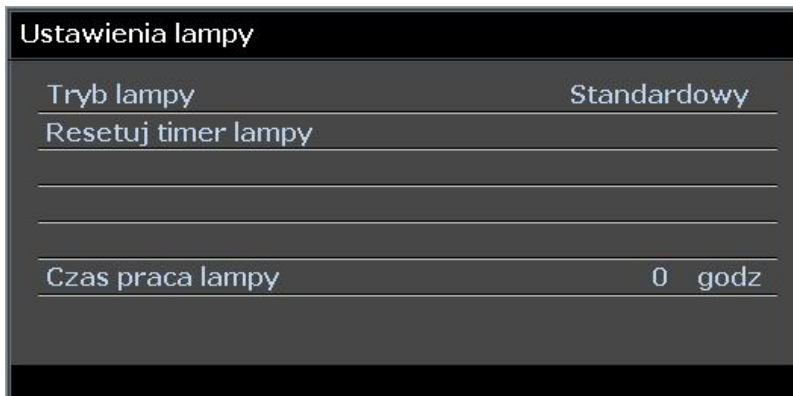 Ustawienia lampy
Tryb lampy Standardowy
Resetuj timer lampy
Czas praca lampy 0 godz